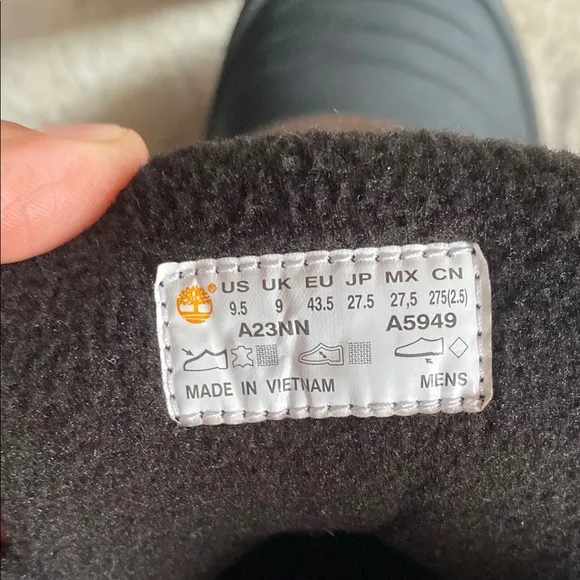 ® US UK EU JP MX CN
9.5 9 43.5 27.5 27,5 275(2.5)
A23NN A5949
MADE IN VIETNAM MENS